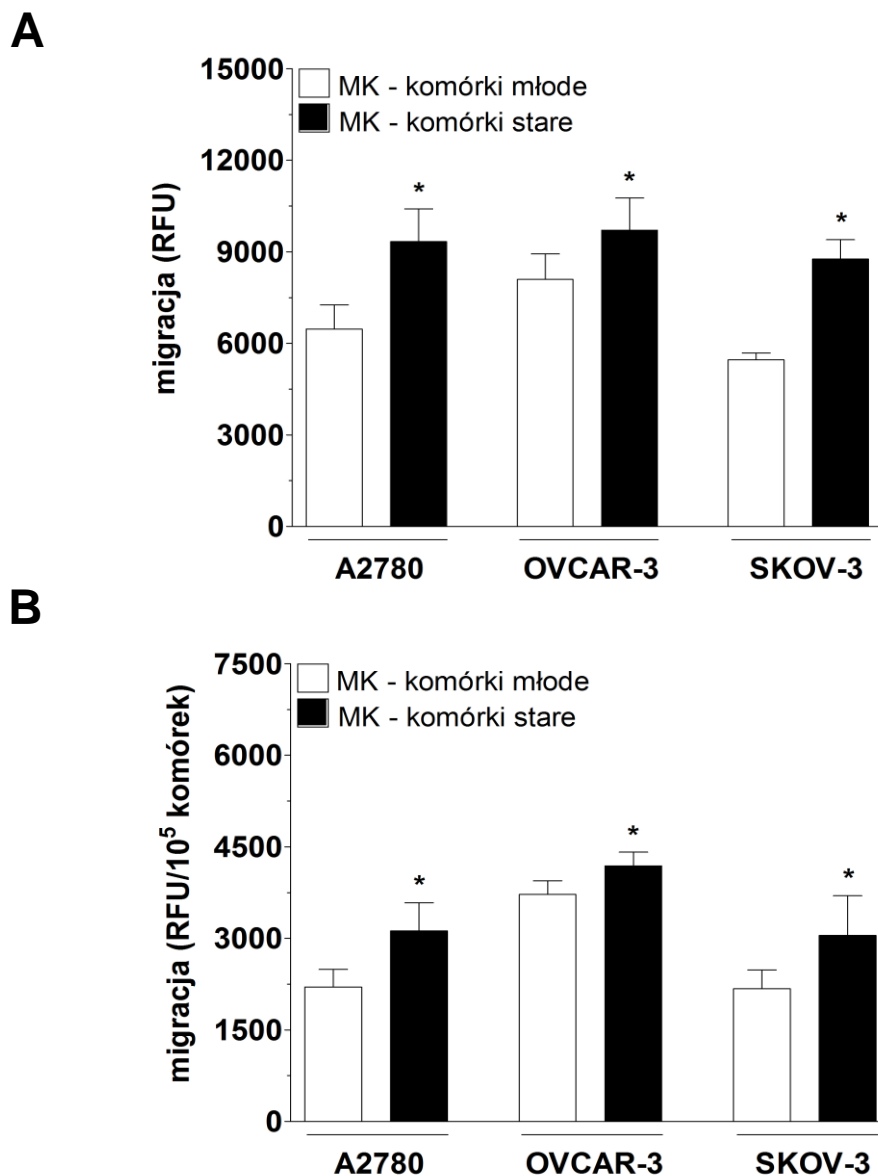 A
migracja (RFU)
15000
12000
9000
6000
3000
0
MK - komórki młode
MK - komórki stare
*
*
*
A2780
OVCAR-3
SKOV-3
B
migracja (RFU/10⁵ komórek)
7500
6000
4500
3000
1500
0
MK - komórki młode
MK - komórki stare
*
*
*
A2780
OVCAR-3
SKOV-3